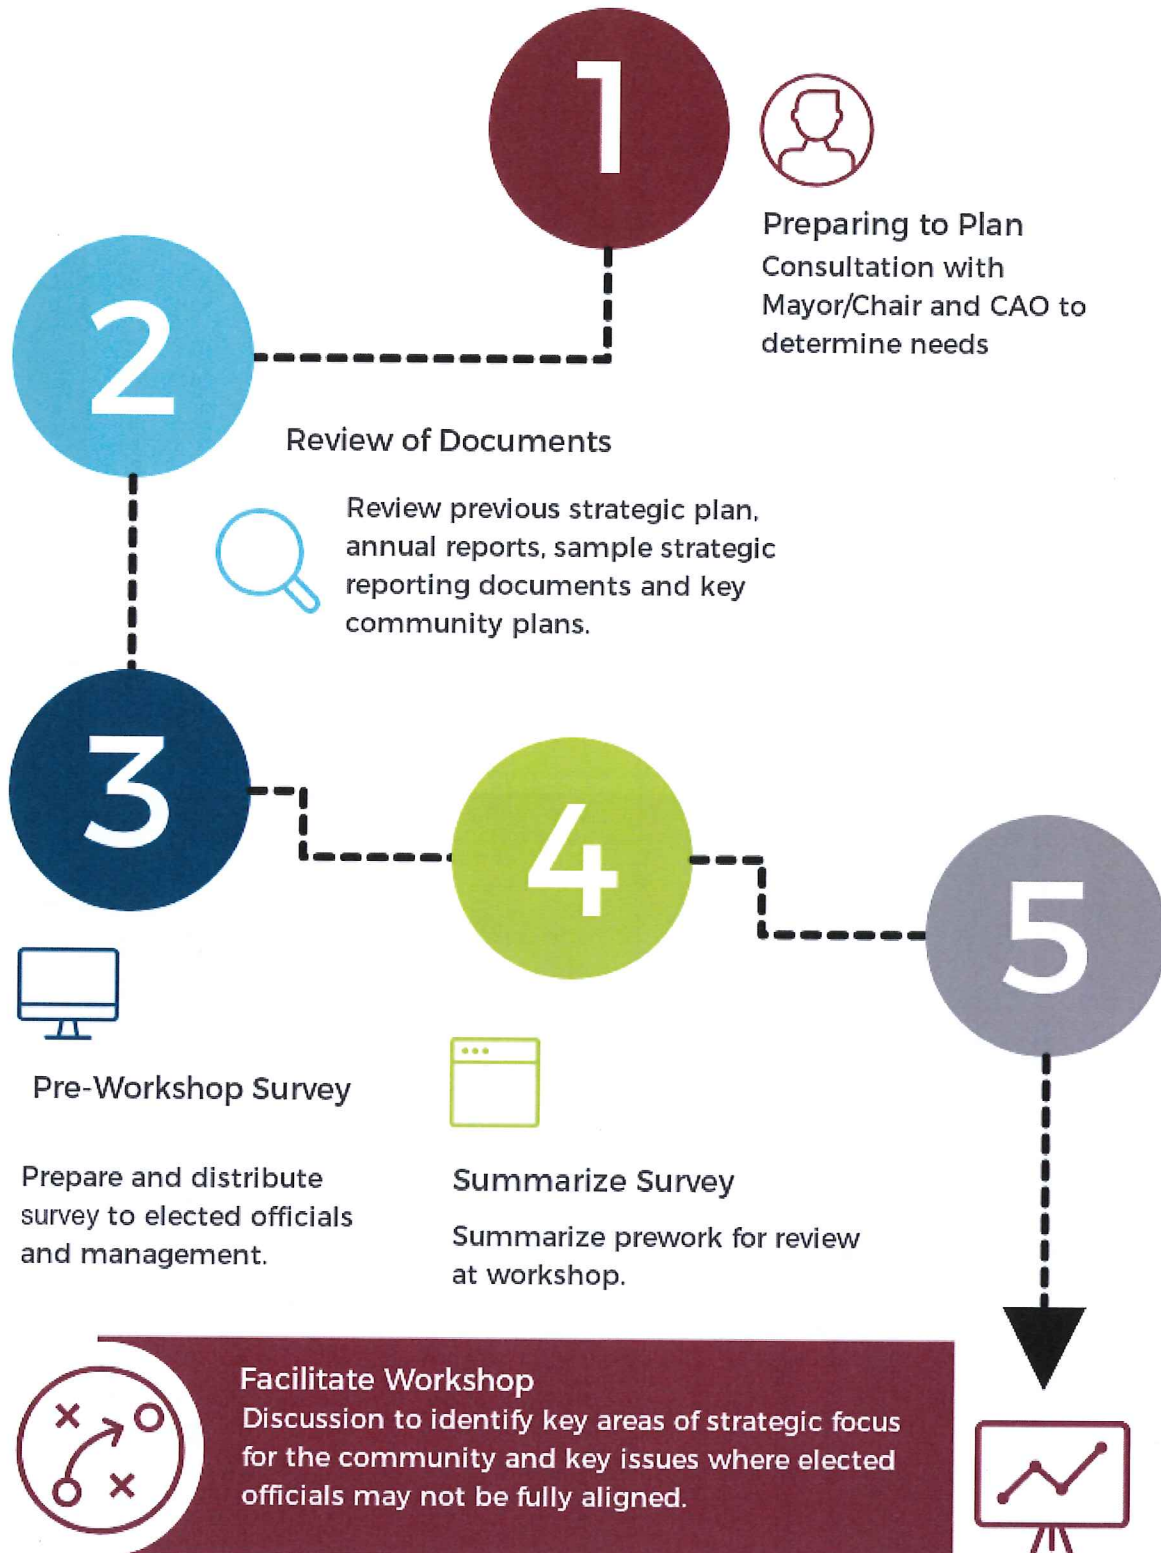 1
Preparing to Plan
Consultation with
Mayor/Chair and CAO to
determine needs
2
Review of Documents
Review previous strategic plan,
annual reports, sample strategic
reporting documents and key
community plans.
3
Pre-Workshop Survey
Prepare and distribute
survey to elected officials
and management.
4
Summarize Survey
Summarize prework for review
at workshop.
5
Facilitate Workshop
Discussion to identify key areas of strategic focus
for the community and key issues where elected
officials may not be fully aligned.